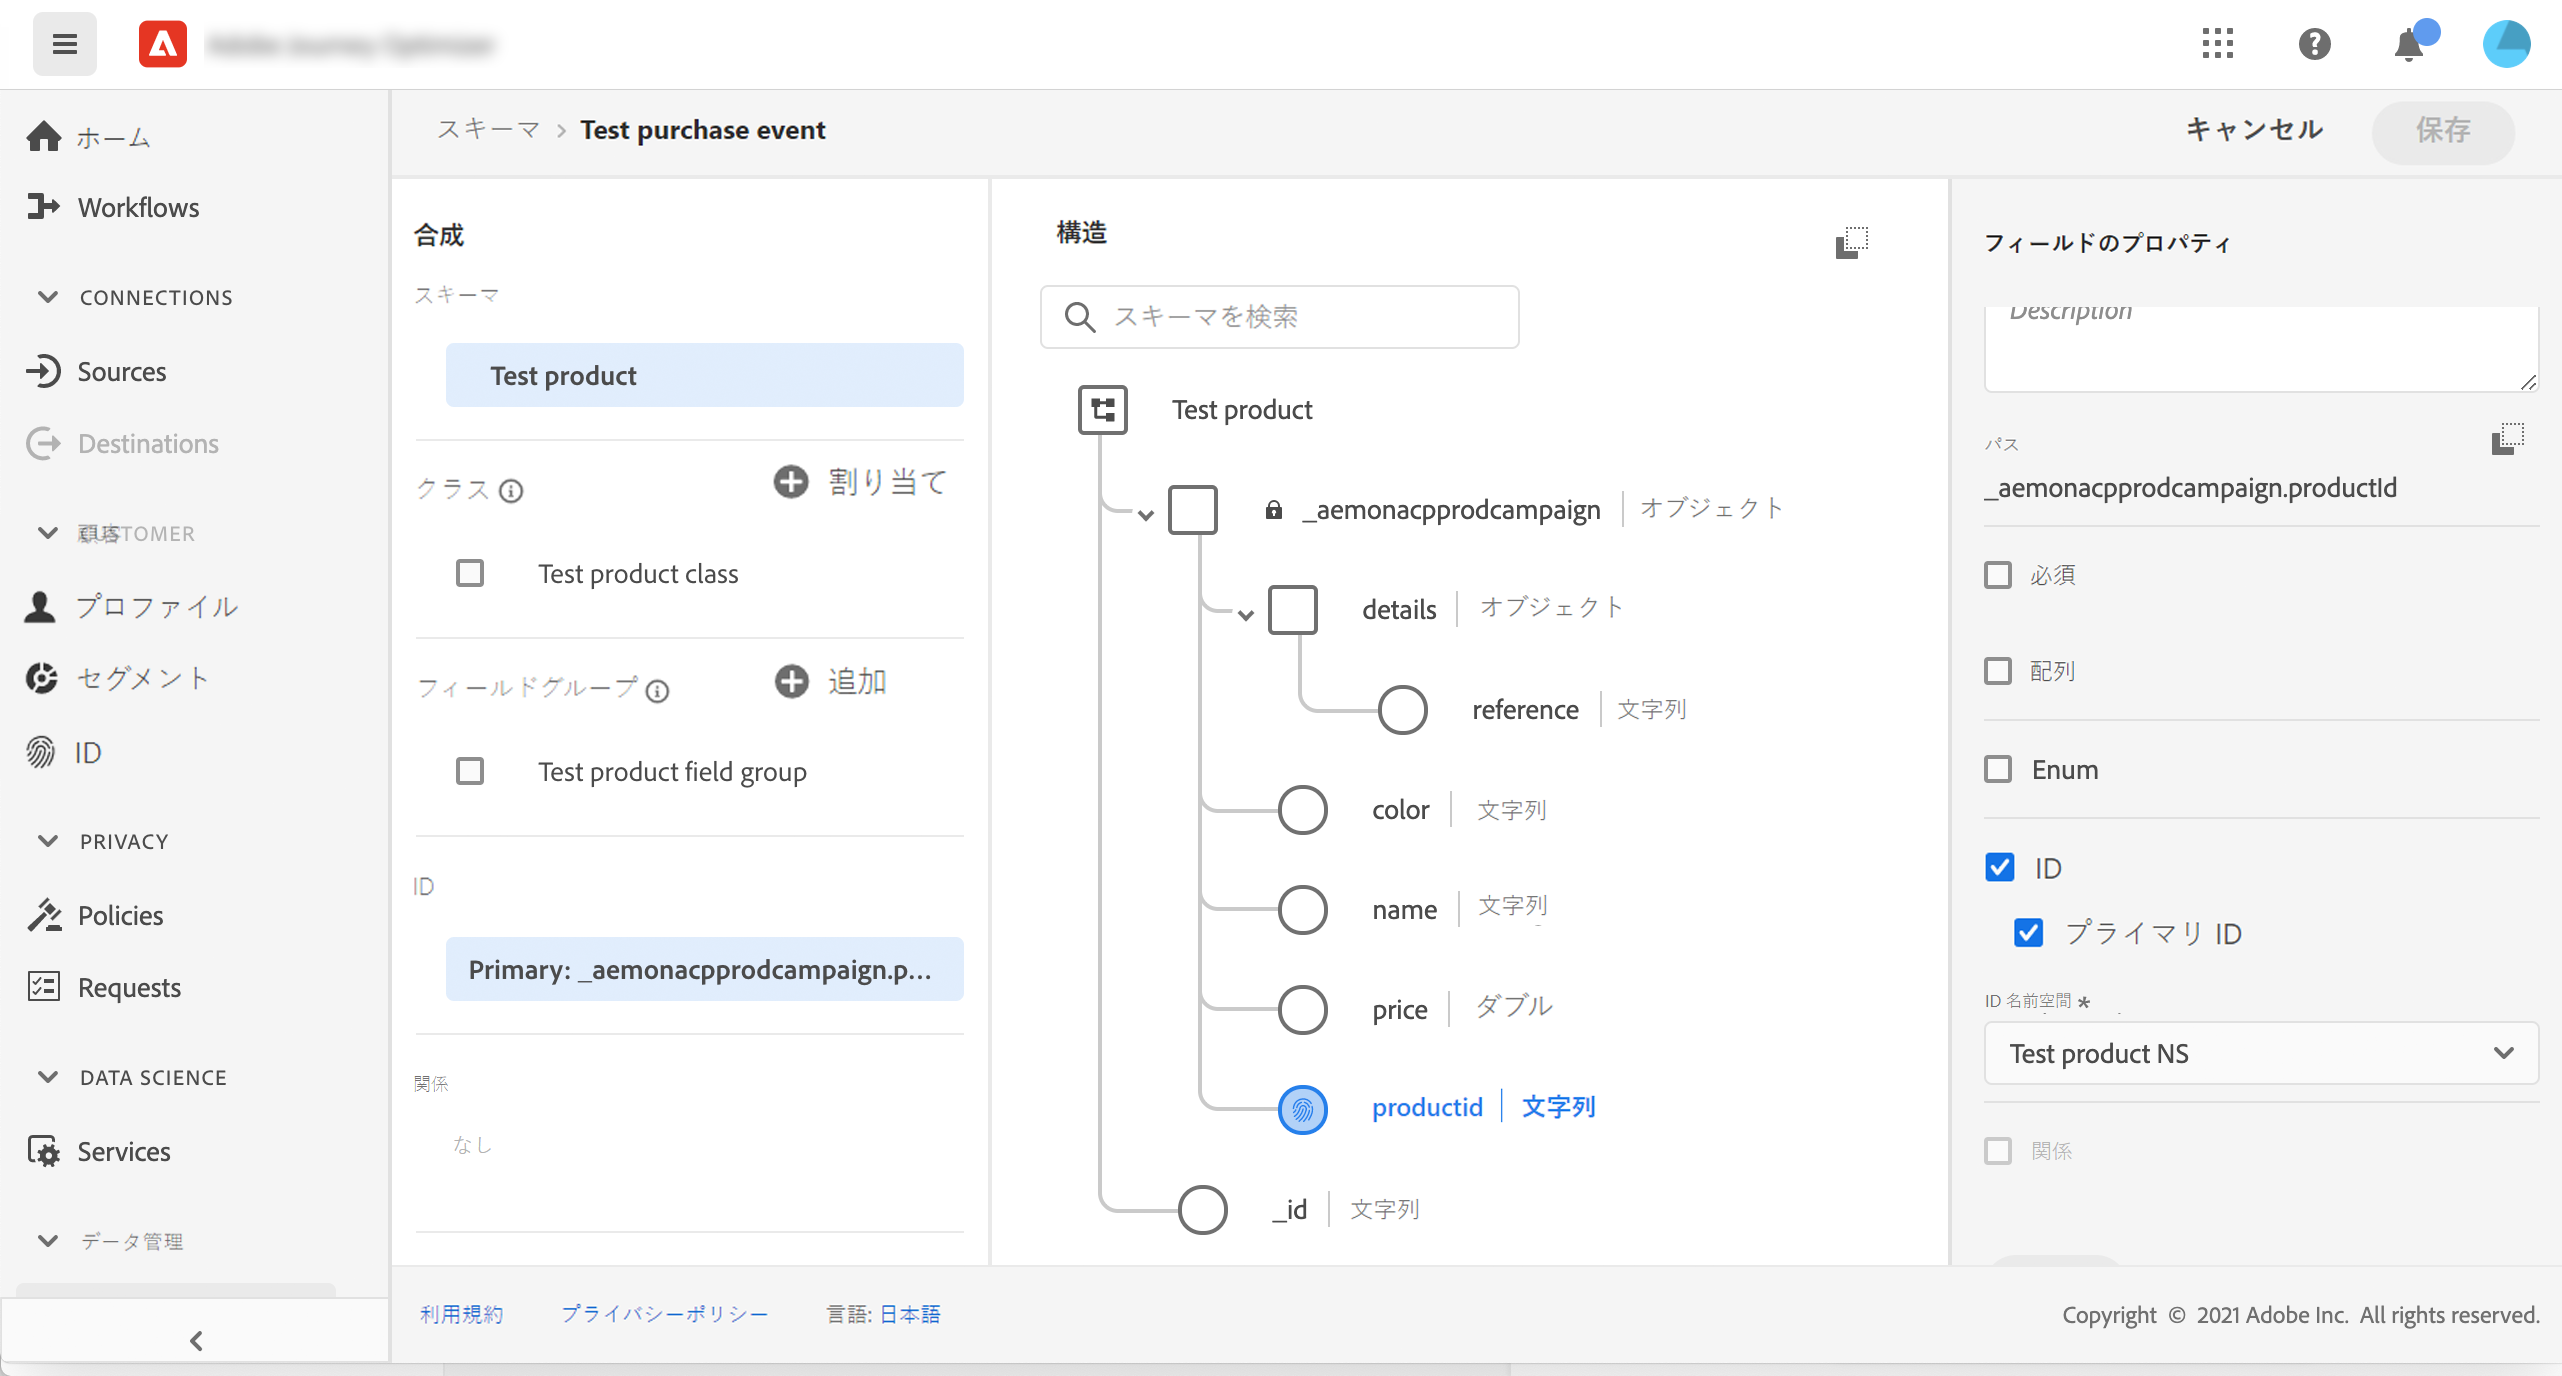 ホーム
Workflows
CONNECTIONS
Sources
Destinations
CUSTOMER
プロファイル
セグメント
ID
PRIVACY
Policies
Requests
DATA SCIENCE
Services
データ管理
スキーマ > Test purchase event
キャンセル
保存
合成
スキーマ
Test product
クラス
割り当て
Test product class
フィールドグループ
追加
Test product field group
ID
Primary: _aemonacpprodcampaign.p...
関係
なし
構造
スキーマを検索
Test product
_aemonacpprodcampaign | オブジェクト
details | オブジェクト
reference | 文字列
color | 文字列
name | 文字列
price | ダブル
productid | 文字列
_id | 文字列
フィールドのプロパティ
Description
パス
_aemonacpprodcampaign.productId
必須
配列
Enum
ID
プライマリ ID
ID 名前空間 *
Test product NS
関係
利用規約 プライバシーポリシー 言語: 日本語
Copyright © 2021 Adobe Inc. All rights reserved.